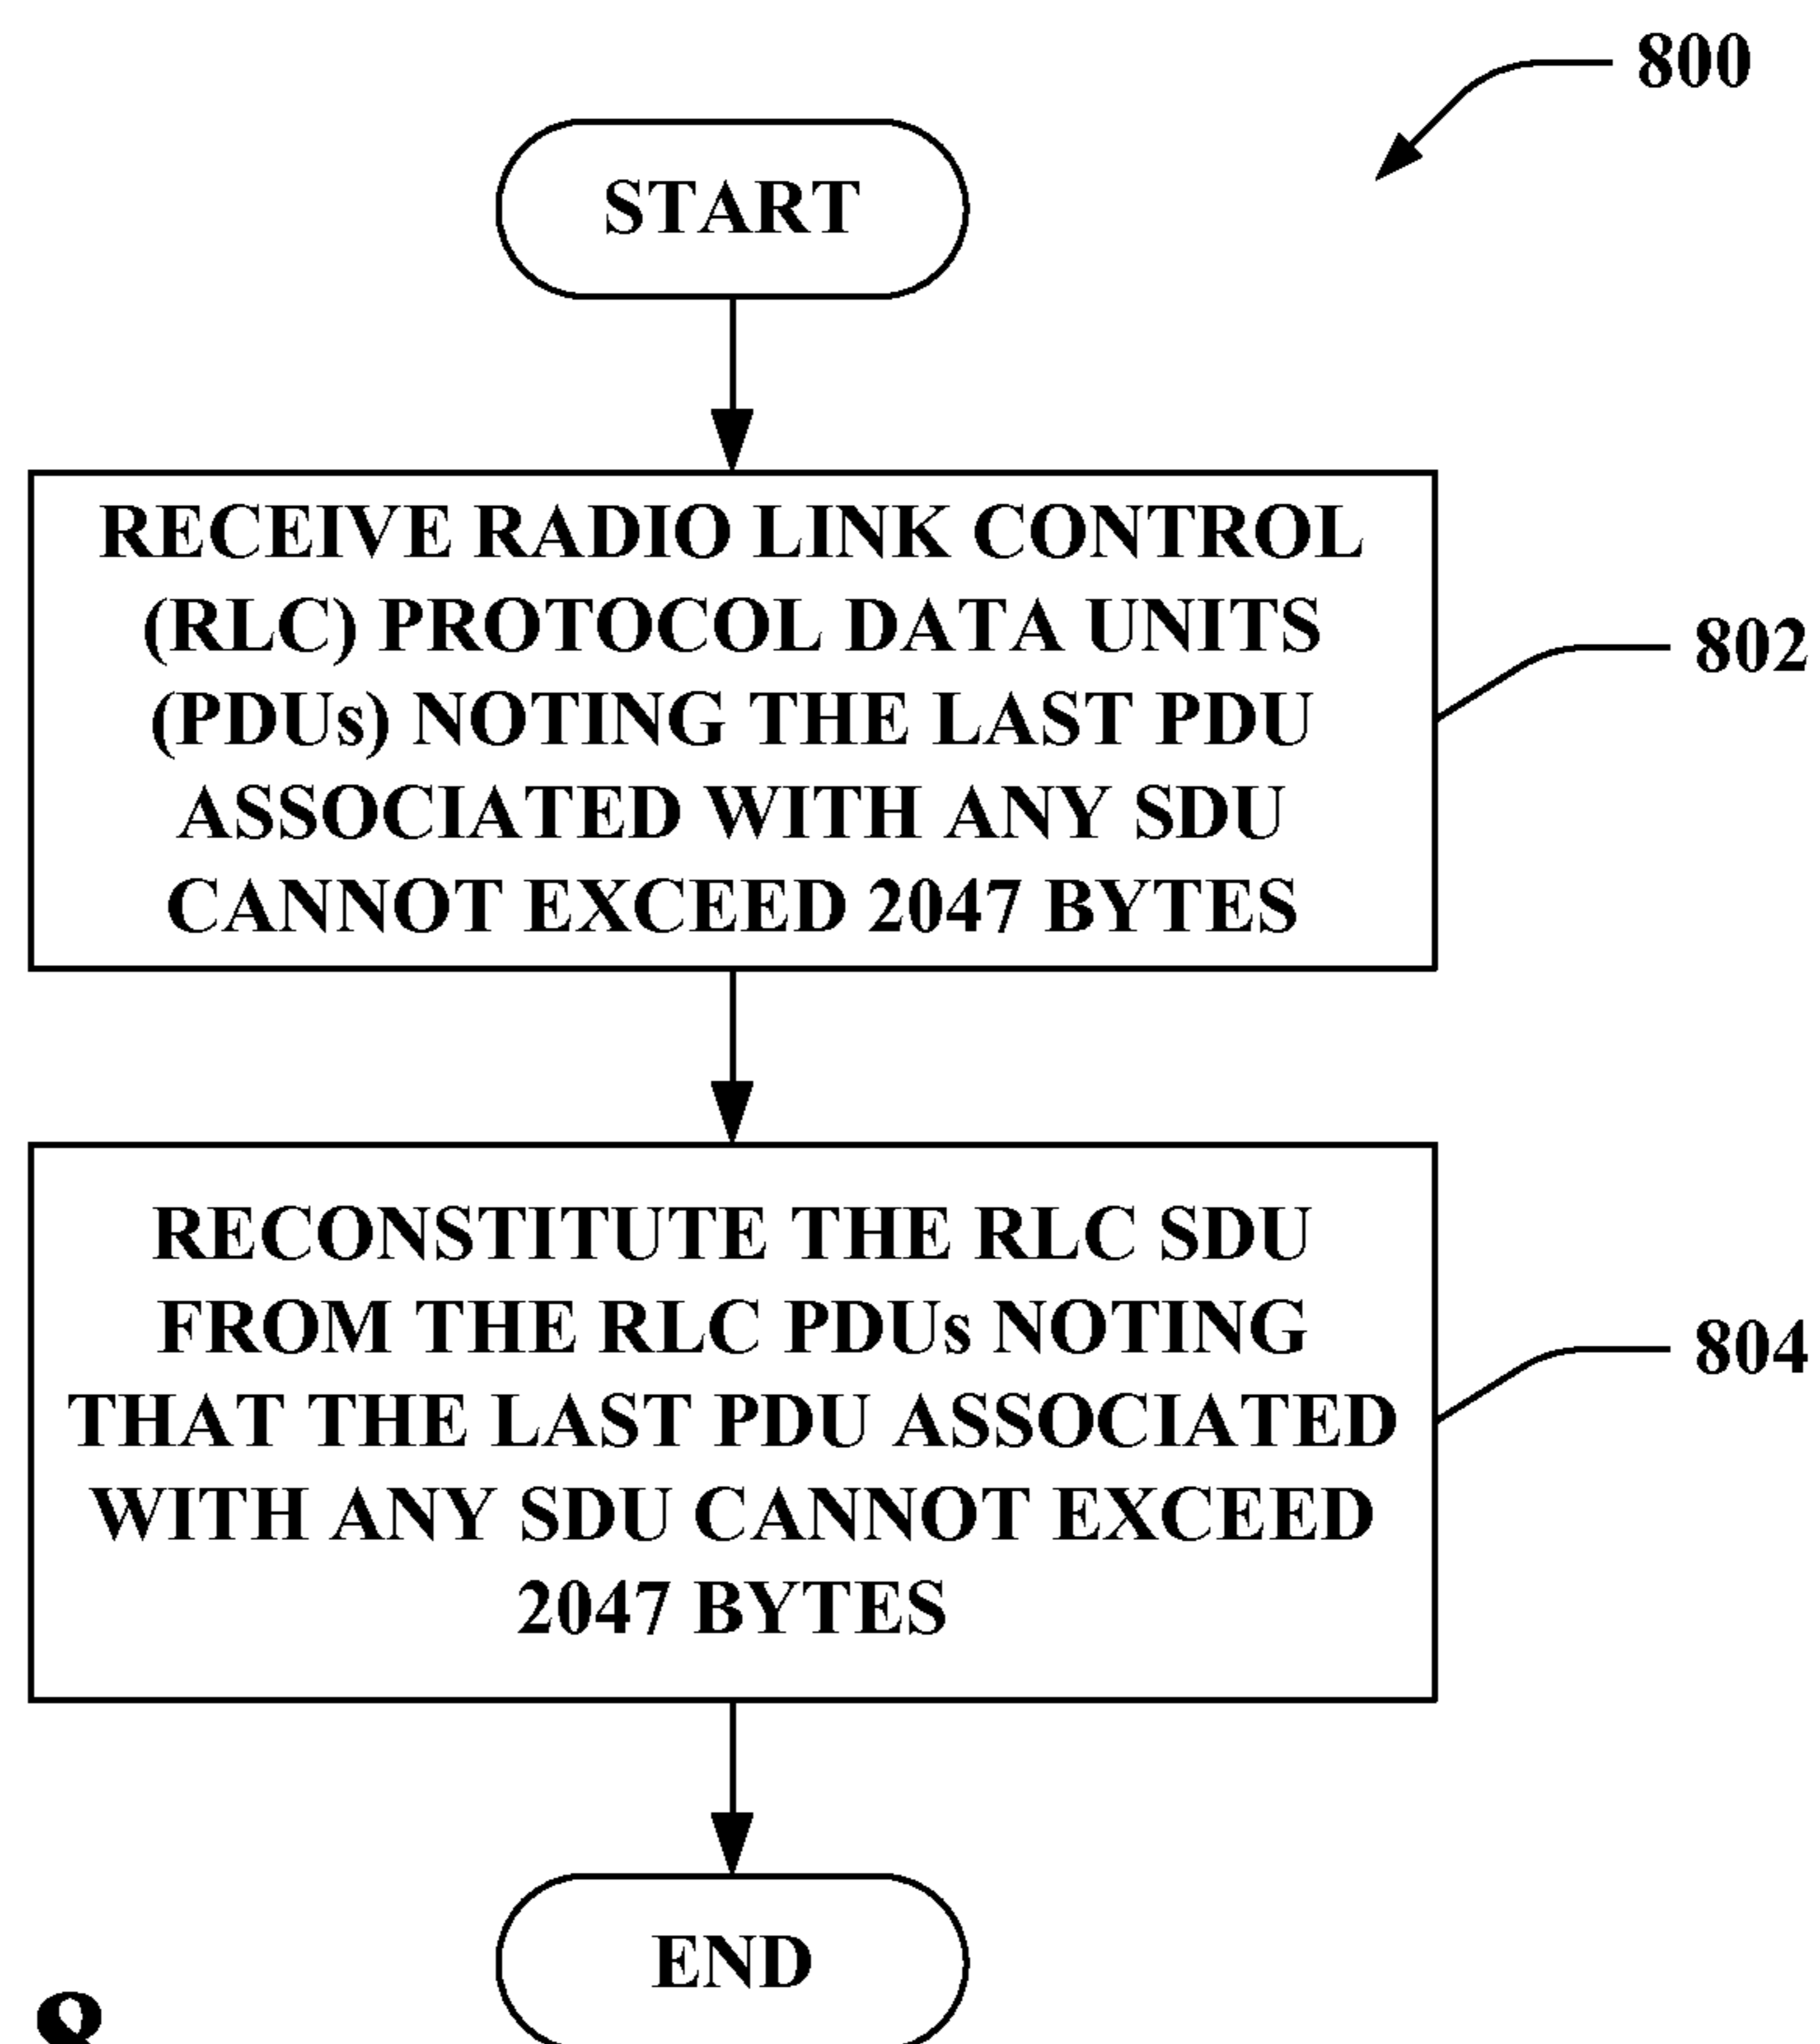 800
START
RECEIVE RADIO LINK CONTROL
(RLC) PROTOCOL DATA UNITS
(PDUs) NOTING THE LAST PDU
ASSOCIATED WITH ANY SDU
CANNOT EXCEED 2047 BYTES
802
RECONSTITUTE THE RLC SDU
FROM THE RLC PDUs NOTING
THAT THE LAST PDU ASSOCIATED
WITH ANY SDU CANNOT EXCEED
2047 BYTES
804
END
8